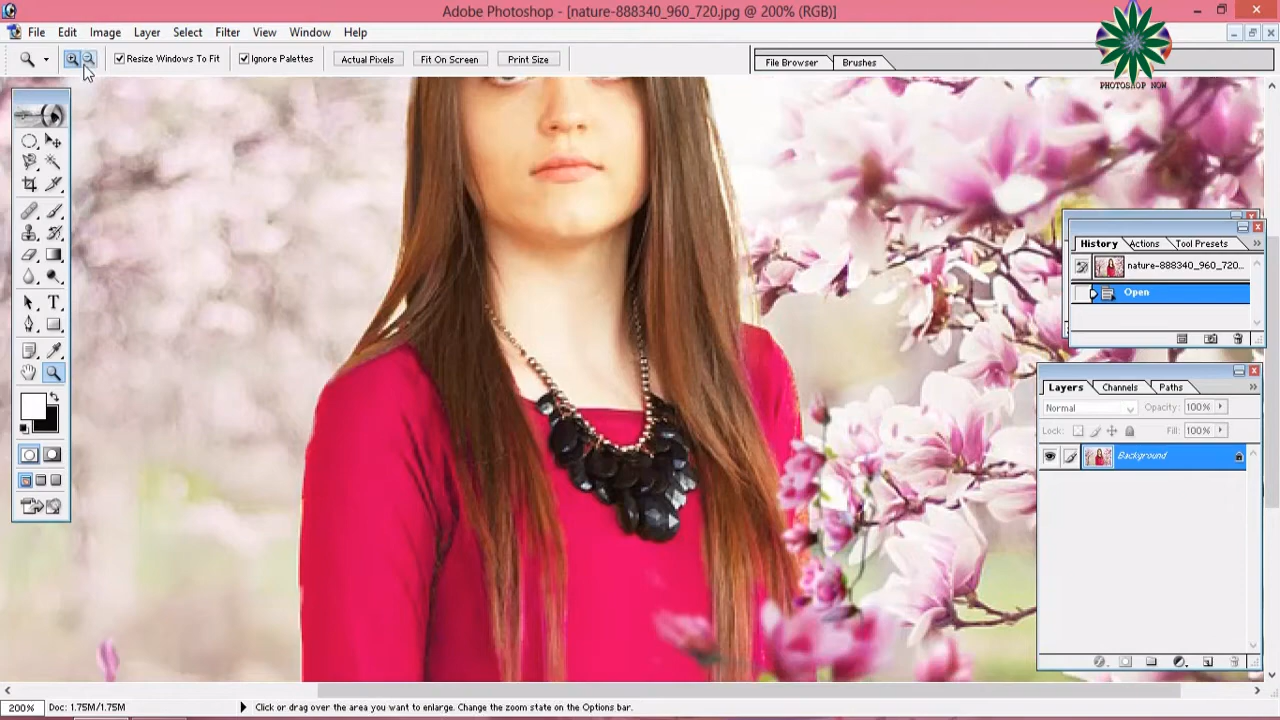 Adobe Photoshop - [nature-888340_960_720.jpg @ 200% (RGB)]
File Edit Image Layer Select Filter View Window Help
Resize Windows To Fit Ignore Palettes Actual Pixels Fit On Screen Print Size File Browser Brushes
PHOTOSHOP NOW
History Actions Tool Presets
nature-888340_960_720...
Open
Layers Channels Paths
Normal Opacity: 100%
Lock: Fill: 100%
Background
200% Doc: 1.75M/1.75M Click or drag over the area you want to enlarge. Change the zoom state on the Options bar.